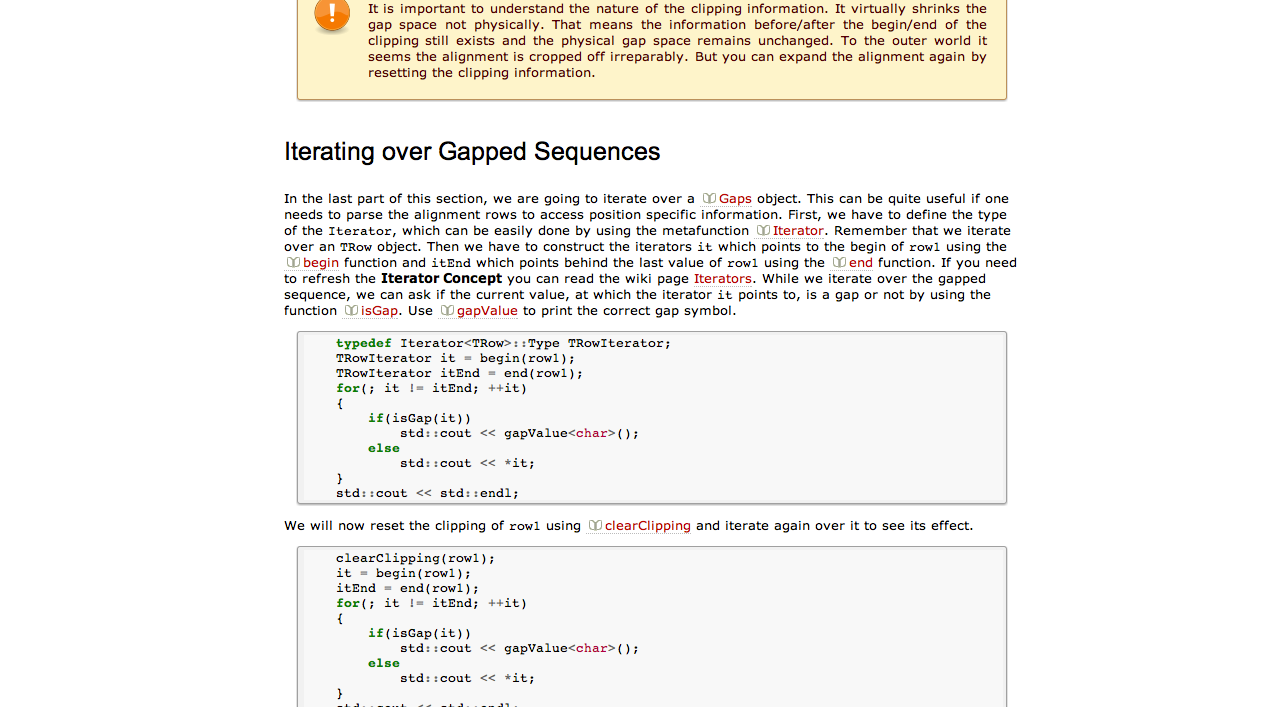 It is important to understand the nature of the clipping information. It virtually shrinks the
gap space not physically. That means the information before/after the begin/end of the
clipping still exists and the physical gap space remains unchanged. To the outer world it
seems the alignment is cropped off irreparably. But you can expand the alignment again by
resetting the clipping information.
Iterating over Gapped Sequences
In the last part of this section, we are going to iterate over a Gaps object. This can be quite useful if one
needs to parse the alignment rows to access position specific information. First, we have to define the type
of the Iterator, which can be easily done by using the metafunction Iterator. Remember that we iterate
over an TRow object. Then we have to construct the iterators it which points to the begin of row1 using the
begin function and itEnd which points behind the last value of row1 using the end function. If you need
to refresh the Iterator Concept you can read the wiki page Iterators. While we iterate over the gapped
sequence, we can ask if the current value, at which the iterator it points to, is a gap or not by using the
function isGap. Use gapValue to print the correct gap symbol.
typedef Iterator<TRow>::Type TRowIterator;
TRowIterator it = begin(row1);
TRowIterator itEnd = end(row1);
for(; it != itEnd; ++it)
{
if(isGap(it))
std::cout << gapValue<char>();
else
std::cout << *it;
}
std::cout << std::endl;
We will now reset the clipping of row1 using clearClipping and iterate again over it to see its effect.
clearClipping(row1);
it = begin(row1);
itEnd = end(row1);
for(; it != itEnd; ++it)
{
if(isGap(it))
std::cout << gapValue<char>();
else
std::cout << *it;
}